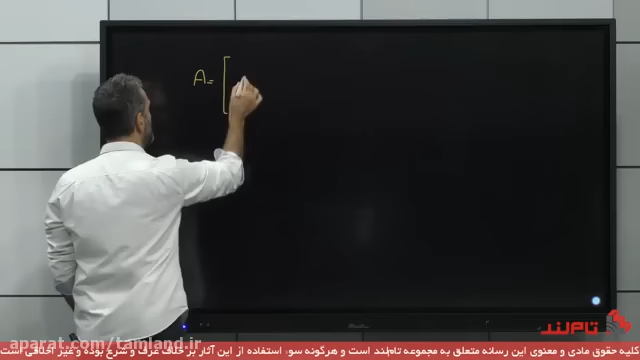 A = [
تاملند
aparat.com/tamland.ir
کلیه حقوق مادی و معنوی این رسانه متعلق به مجموعه تاملند است و هرگونه سوء استفاده از این آثار بر خلاف عرف و شرع بوده و غیر اخلاقی است